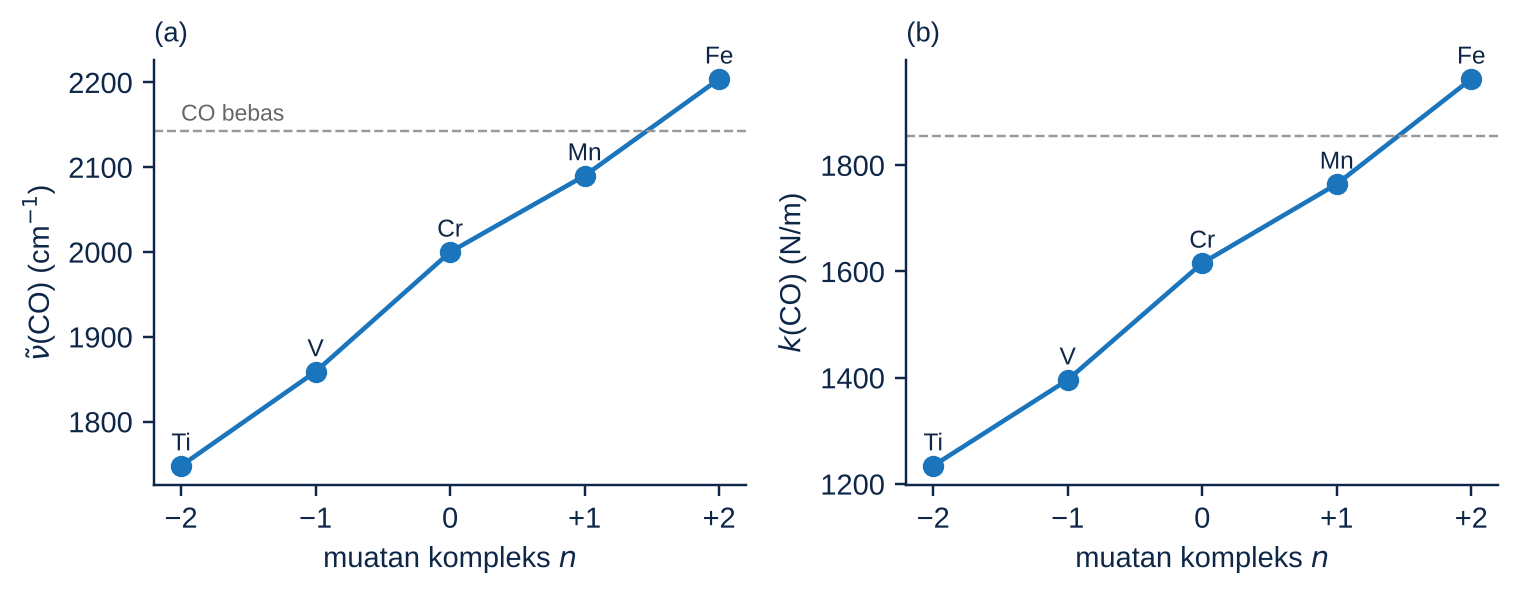 (a)
ν̃(CO) (cm⁻¹)
2200
2100
2000
1900
1800
CO bebas
Ti
V
Cr
Mn
Fe
−2
−1
0
+1
+2
muatan kompleks n
(b)
k(CO) (N/m)
1800
1600
1400
1200
Ti
V
Cr
Mn
Fe
−2
−1
0
+1
+2
muatan kompleks n